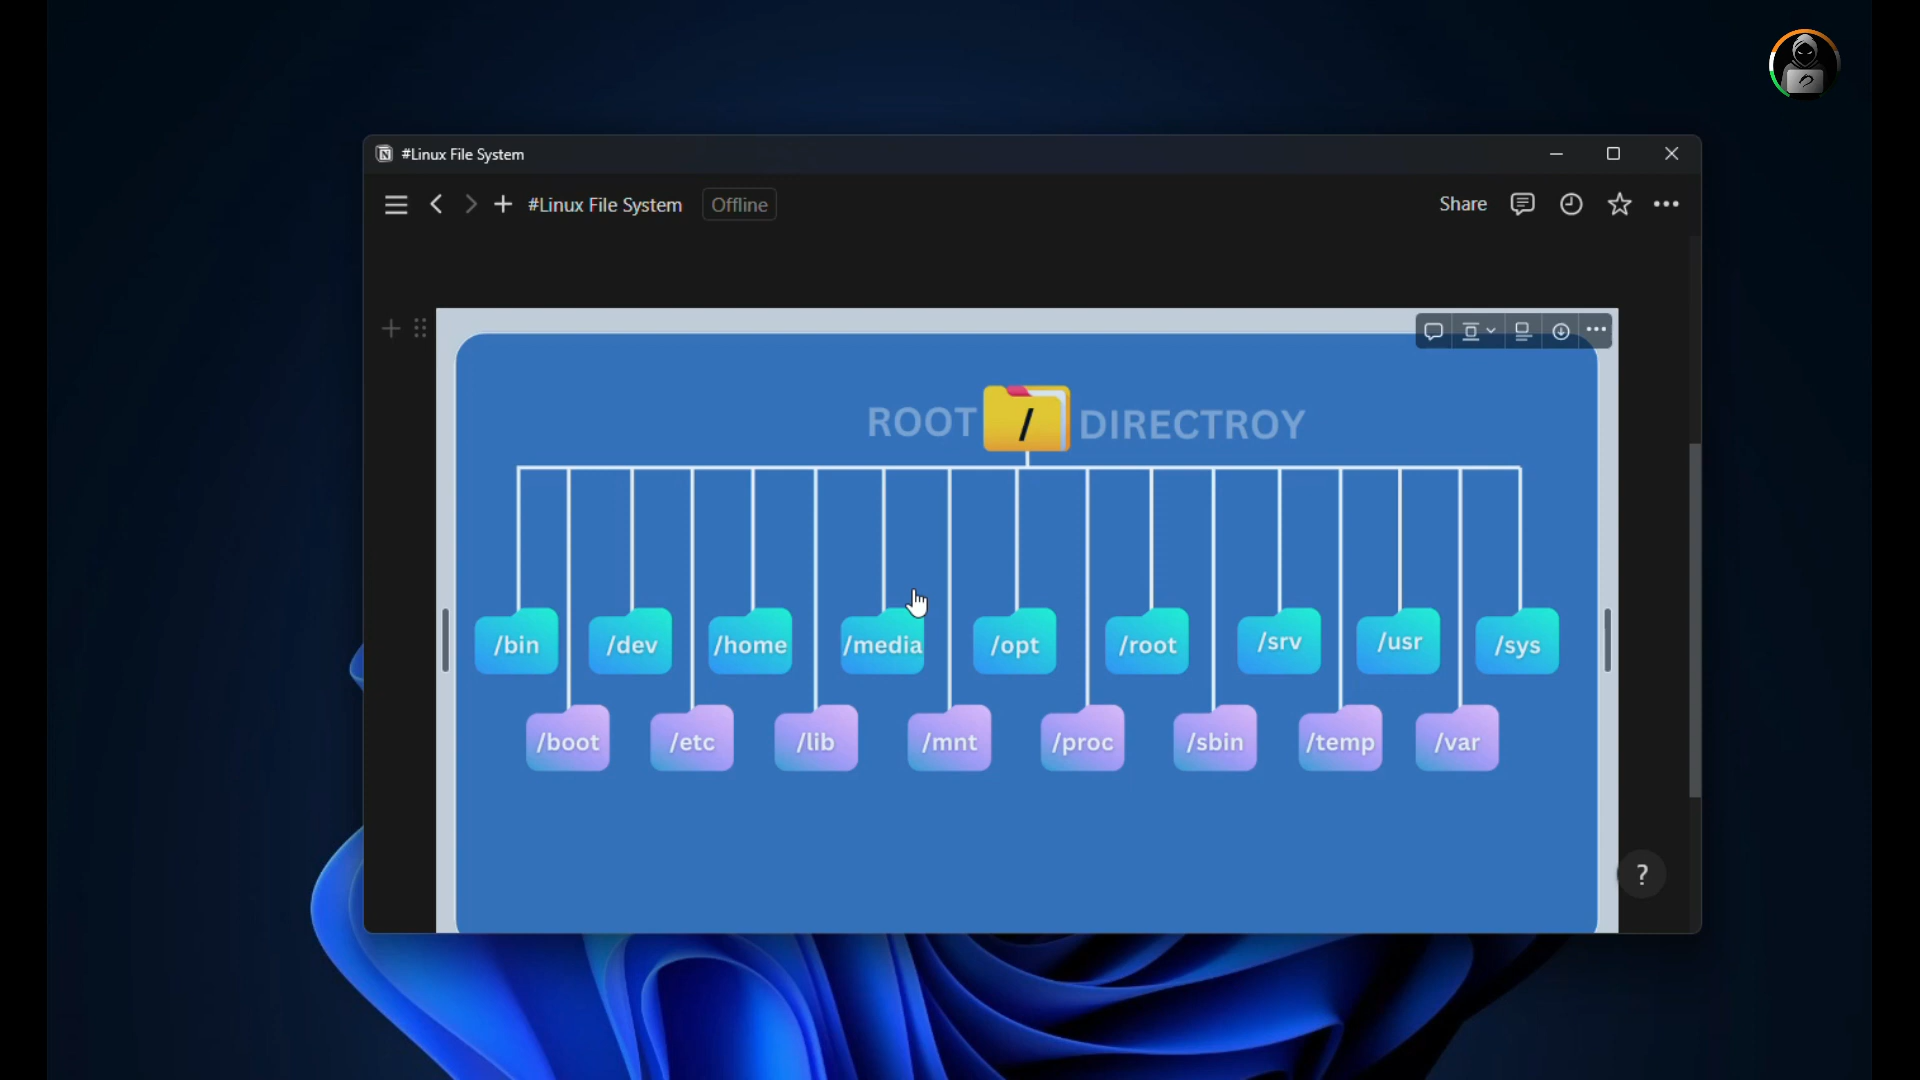 #Linux File System
#Linux File System
Offline
Share
ROOT / DIRECTROY
/bin /dev /home /media /opt /root /srv /usr /sys
/boot /etc /lib /mnt /proc /sbin /temp /var
?